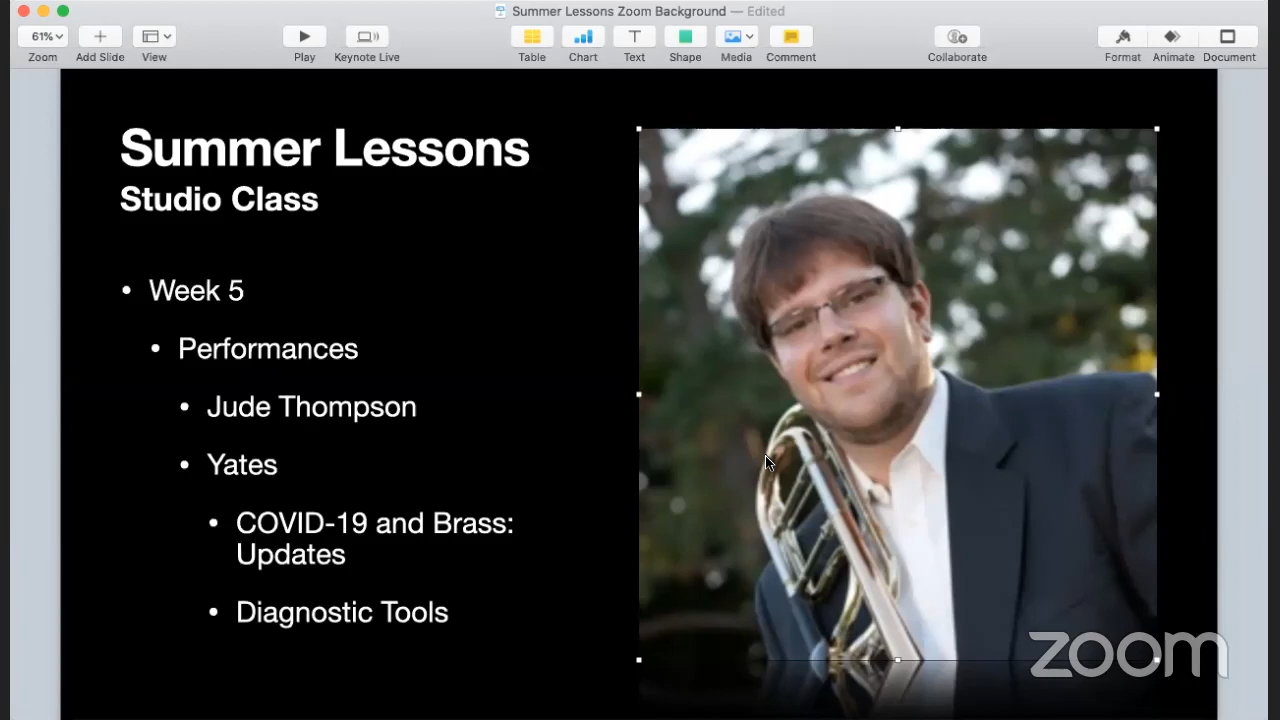 Summer Lessons Zoom Background — Edited
61%
Zoom
Add Slide
View
Play
Keynote Live
Table
Chart
Text
Shape
Media
Comment
Collaborate
Format
Animate
Document
Summer Lessons
Studio Class
• Week 5
• Performances
• Jude Thompson
• Yates
• COVID-19 and Brass:
Updates
• Diagnostic Tools
zoom